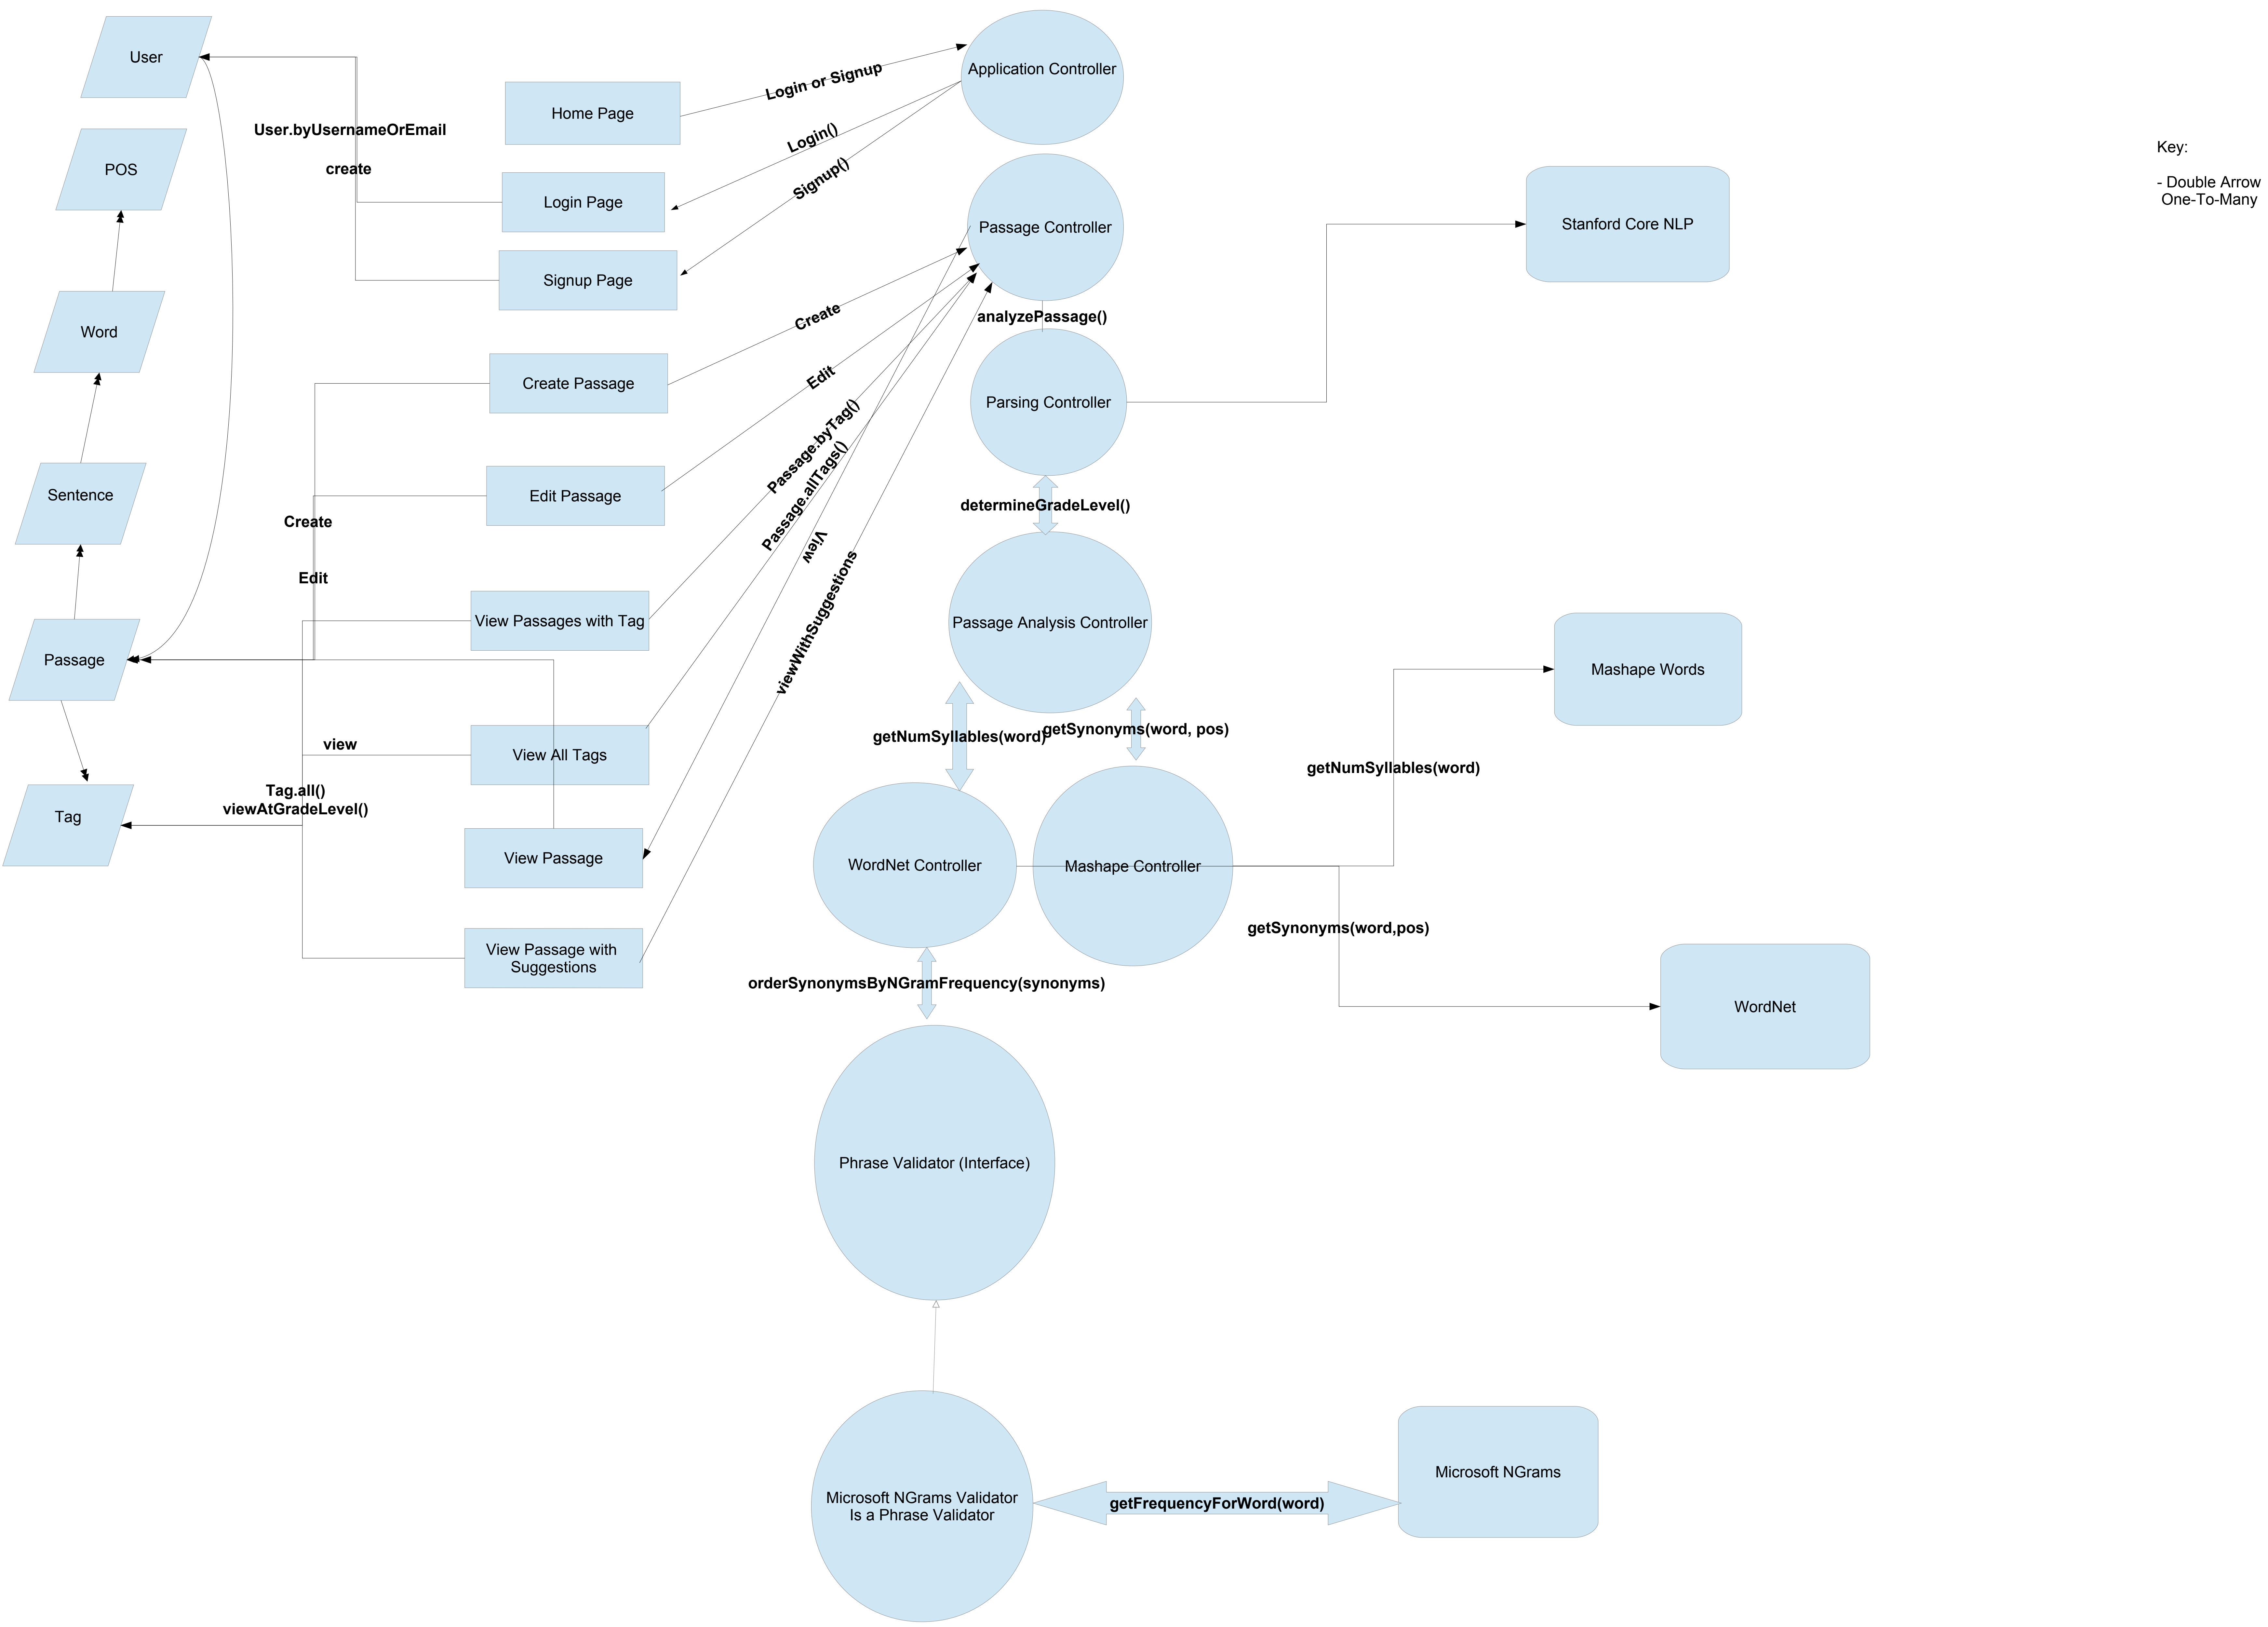 User
POS
Word
Sentence
Passage
Tag
User.byUsernameOrEmail
create
Create
Edit
view
Tag.all()
viewAtGradeLevel()
Home Page
Login Page
Signup Page
Create Passage
Edit Passage
View Passages with Tag
View All Tags
View Passage
View Passage with
Suggestions
Login or Signup
Login()
Signup()
Create
Edit
Passage.byTag()
Passage.allTags()
View
viewWithSuggestions
Application Controller
Passage Controller
analyzePassage()
Parsing Controller
determineGradeLevel()
Passage Analysis Controller
getNumSyllables(word)
getSynonyms(word, pos)
WordNet Controller
Mashape Controller
orderSynonymsByNGramFrequency(synonyms)
Phrase Validator (Interface)
Microsoft NGrams Validator
Is a Phrase Validator
getFrequencyForWord(word)
Microsoft NGrams
Stanford Core NLP
Mashape Words
getNumSyllables(word)
getSynonyms(word,pos)
WordNet
Key:
- Double Arrow
One-To-Many